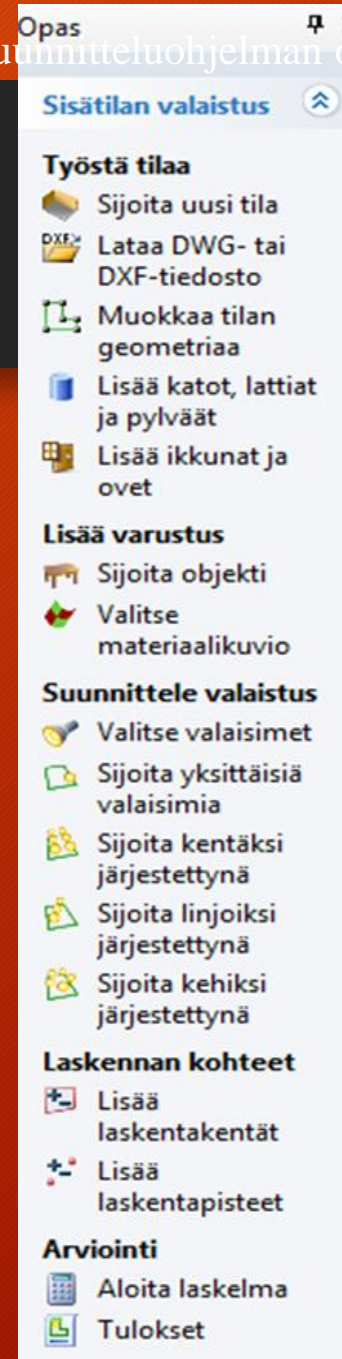 Opas
Sisätilan valaistus
Työstä tilaa
Sijoita uusi tila
DXF
Lataa DWG- tai
DXF-tiedosto
Muokkaa tilan
geometriaa
Lisää katot, lattiat
ja pylväät
Lisää ikkunat ja
ovet
Lisää varustus
Sijoita objekti
Valitse
materiaalikuvio
Suunnittele valaistus
Valitse valaisimet
Sijoita yksittäisiä
valaisimia
Sijoita kentäksi
järjestettynä
Sijoita linjoiksi
järjestettynä
Sijoita kehiksi
järjestettynä
Laskennan kohteet
Lisää
laskentakentät
Lisää
laskentapisteet
Arviointi
Aloita laskelma
Tulokset